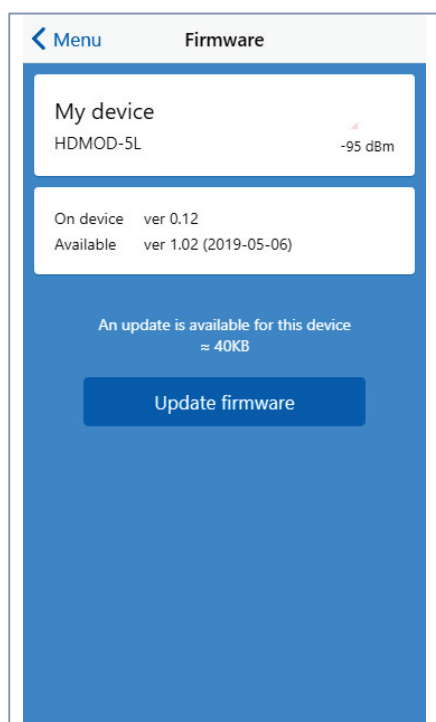 Menu
Firmware
My device
HDMOD-5L
-95 dBm
On device ver 0.12
Available ver 1.02 (2019-05-06)
An update is available for this device
≈ 40KB
Update firmware